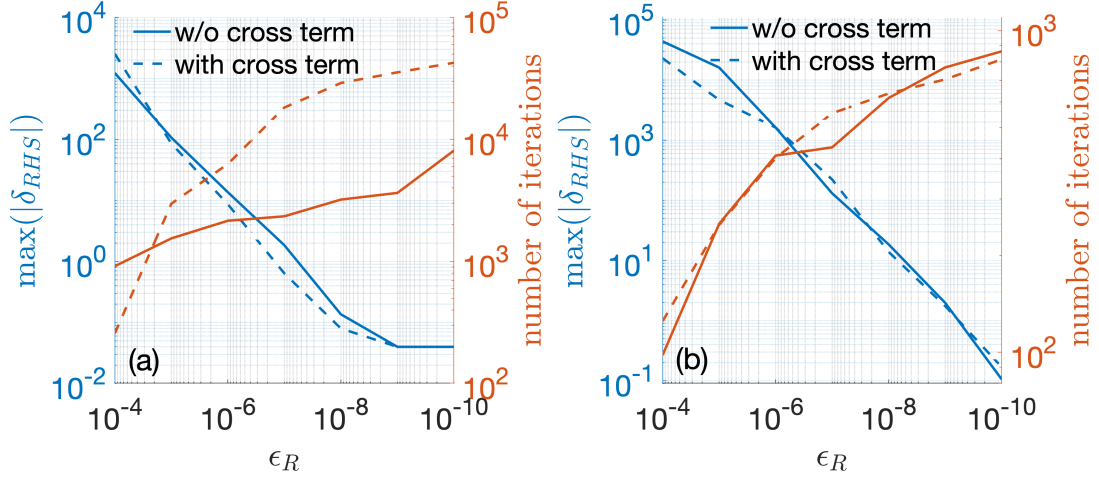 10^4
10^2
10^0
10^-2
max(|δ_RHS|)
w/o cross term
with cross term
(a)
10^5
10^4
10^3
10^2
number of iterations
10^-4
10^-6
10^-8
10^-10
ϵ_R
10^5
10^3
10^1
10^-1
max(|δ_RHS|)
w/o cross term
with cross term
(b)
10^3
10^2
number of iterations
10^-4
10^-6
10^-8
10^-10
ϵ_R